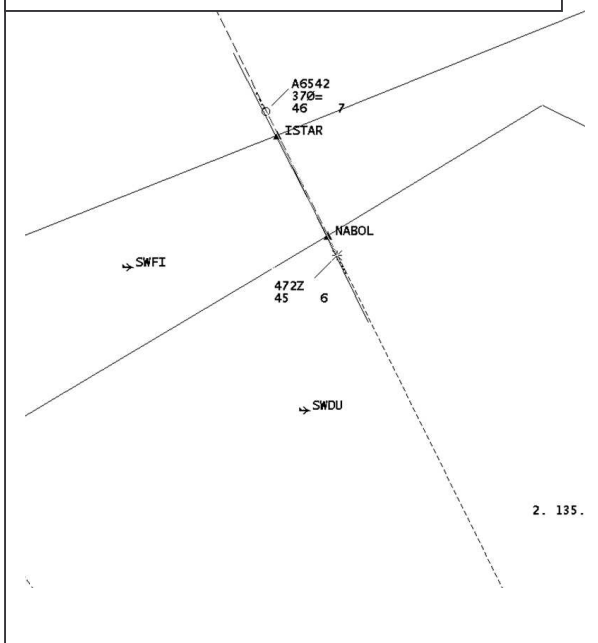 A6542
370=
46 7
ISTAR
NABOL
SWFI
472Z
45 6
SWDU
2. 135.